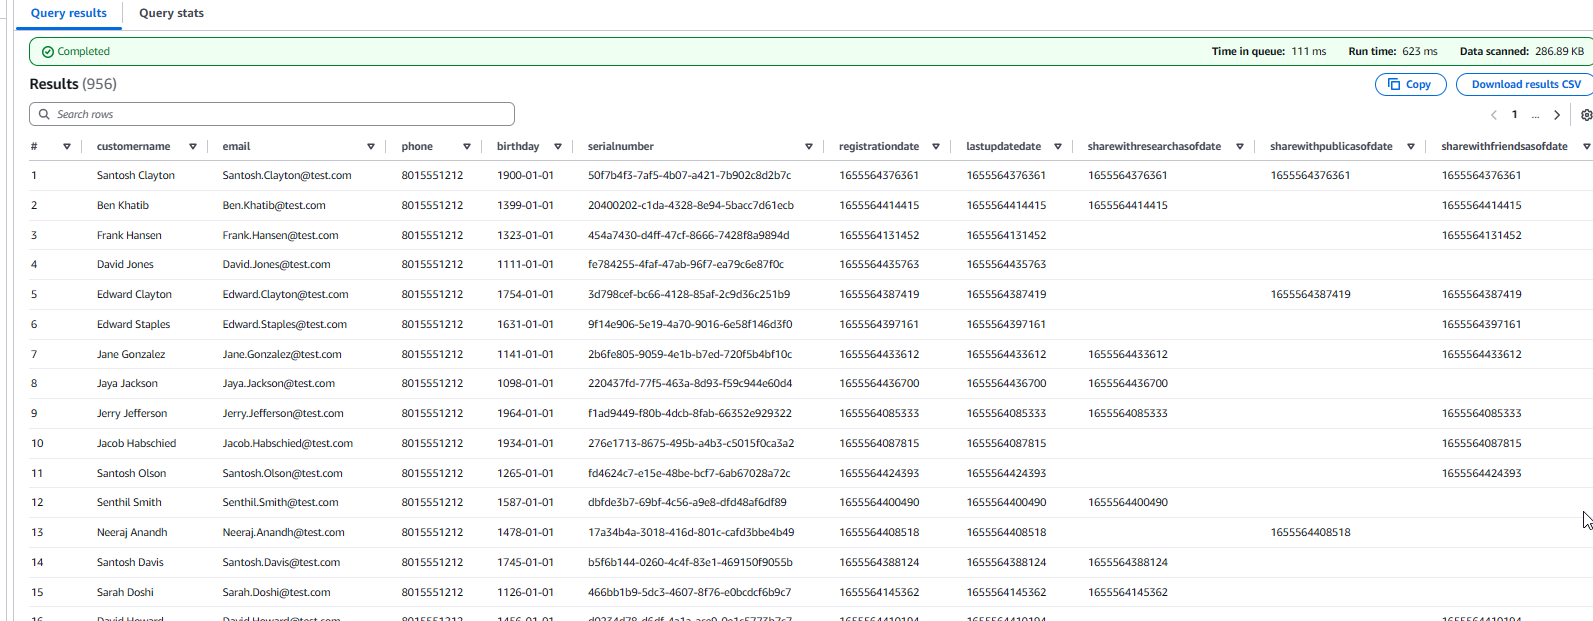 Query results Query stats
Completed Time in queue: 111 ms Run time: 623 ms Data scanned: 286.89 KB
Results (956) Copy Download results CSV
Search rows 1 ...
# customername email phone birthday serialnumber registrationdate lastupdatedate sharewithresearchasofdate sharewithpublicasofdate sharewithfriendsasofdate
1 Santosh Clayton Santosh.Clayton@test.com 8015551212 1900-01-01 50f7b4f3-7af5-4b07-a421-7b902c8d2b7c 1655564376361 1655564376361 1655564376361 1655564376361 1655564376361
2 Ben Khatib Ben.Khatib@test.com 8015551212 1399-01-01 20400202-c1da-4328-8e94-5bacc7d61ecb 1655564414415 1655564414415 1655564414415 1655564414415
3 Frank Hansen Frank.Hansen@test.com 8015551212 1323-01-01 454a7430-d4ff-47cf-8666-7428f8a9894d 1655564131452 1655564131452 1655564131452
4 David Jones David.Jones@test.com 8015551212 1111-01-01 fe784255-4faf-47ab-96f7-ea79c6e87f0c 1655564435763 1655564435763
5 Edward Clayton Edward.Clayton@test.com 8015551212 1754-01-01 3d798cef-bc66-4128-85af-2c9d36c251b9 1655564387419 1655564387419 1655564387419 1655564387419
6 Edward Staples Edward.Staples@test.com 8015551212 1631-01-01 9f14e906-5e19-4a70-9016-6e58f146d3f0 1655564397161 1655564397161 1655564397161
7 Jane Gonzalez Jane.Gonzalez@test.com 8015551212 1141-01-01 2b6fe805-9059-4e1b-b7ed-720f5b4bf10c 1655564433612 1655564433612 1655564433612 1655564433612
8 Jaya Jackson Jaya.Jackson@test.com 8015551212 1098-01-01 220437fd-77f5-463a-8d93-f59c944e60d4 1655564436700 1655564436700 1655564436700
9 Jerry Jefferson Jerry.Jefferson@test.com 8015551212 1964-01-01 f1ad9449-f80b-4dcb-8fab-66352e929322 1655564085333 1655564085333 1655564085333 1655564085333
10 Jacob Habschied Jacob.Habschied@test.com 8015551212 1934-01-01 276e1713-8675-495b-a4b3-c5015f0ca3a2 1655564087815 1655564087815 1655564087815
11 Santosh Olson Santosh.Olson@test.com 8015551212 1265-01-01 fd4624c7-e15e-48be-bcf7-6ab67028a72c 1655564424393 1655564424393 1655564424393
12 Senthil Smith Senthil.Smith@test.com 8015551212 1587-01-01 dbfde3b7-69bf-4c56-a9e8-dfd48af6df89 1655564400490 1655564400490 1655564400490
13 Neeraj Anandh Neeraj.Anandh@test.com 8015551212 1478-01-01 17a34b4a-3018-416d-801c-cafd3bbe4b49 1655564408518 1655564408518 1655564408518
14 Santosh Davis Santosh.Davis@test.com 8015551212 1745-01-01 b5f6b144-0260-4c4f-83e1-469150f9055b 1655564388124 1655564388124 1655564388124
15 Sarah Doshi Sarah.Doshi@test.com 8015551212 1126-01-01 466bb1b9-5dc3-4607-8f76-e0bcdcf6b9c7 1655564145362 1655564145362 1655564145362
16 David Howard David.Howard@test.com 8015551212 1456-01-01